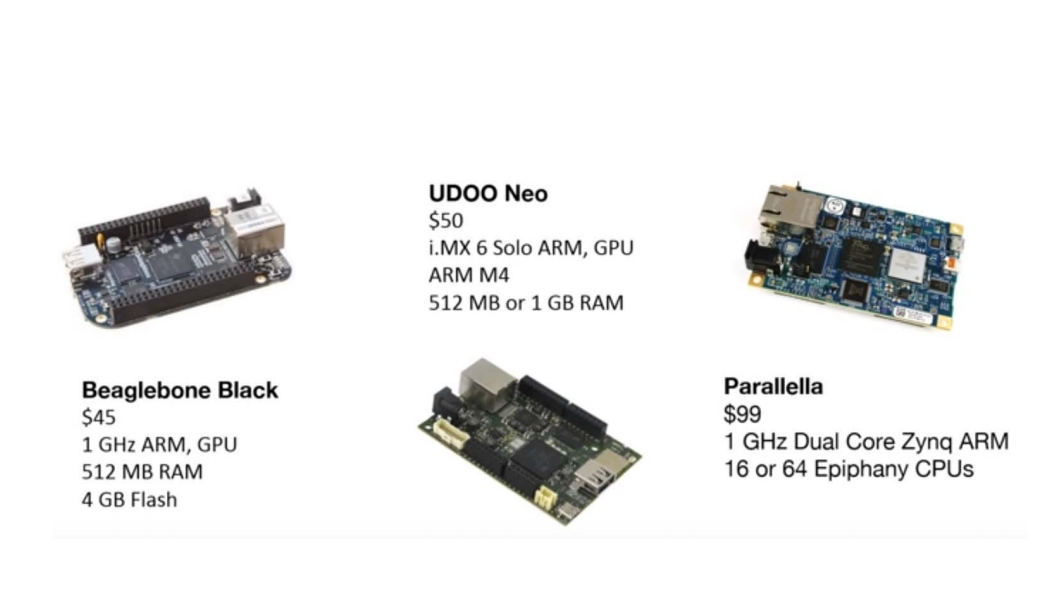 UDOO Neo
$50
i.MX 6 Solo ARM, GPU
ARM M4
512 MB or 1 GB RAM
Beaglebone Black
$45
1 GHz ARM, GPU
512 MB RAM
4 GB Flash
Parallella
$99
1 GHz Dual Core Zynq ARM
16 or 64 Epiphany CPUs